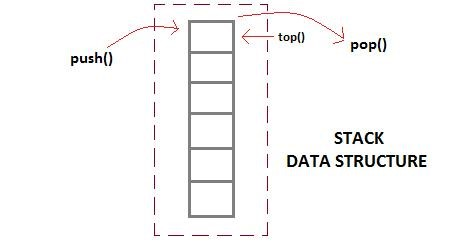 push()
top()
pop()
STACK
DATA STRUCTURE